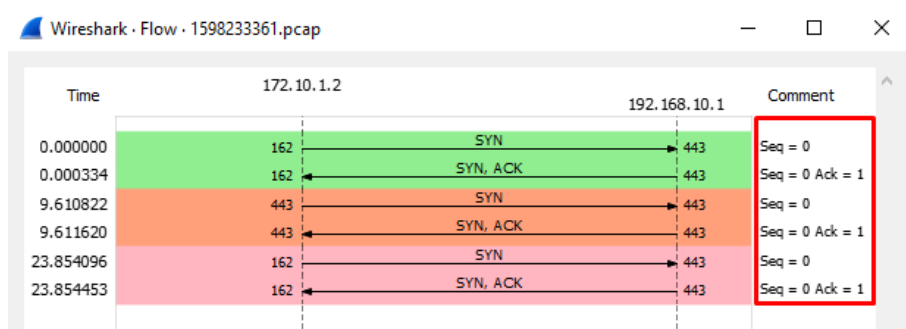 Wireshark · Flow · 1598233361.pcap
Time 172.10.1.2 192.168.10.1 Comment
0.000000 162 SYN 443 Seq = 0
0.000334 162 SYN, ACK 443 Seq = 0 Ack = 1
9.610822 443 SYN 443 Seq = 0
9.611620 443 SYN, ACK 443 Seq = 0 Ack = 1
23.854096 162 SYN 443 Seq = 0
23.854453 162 SYN, ACK 443 Seq = 0 Ack = 1